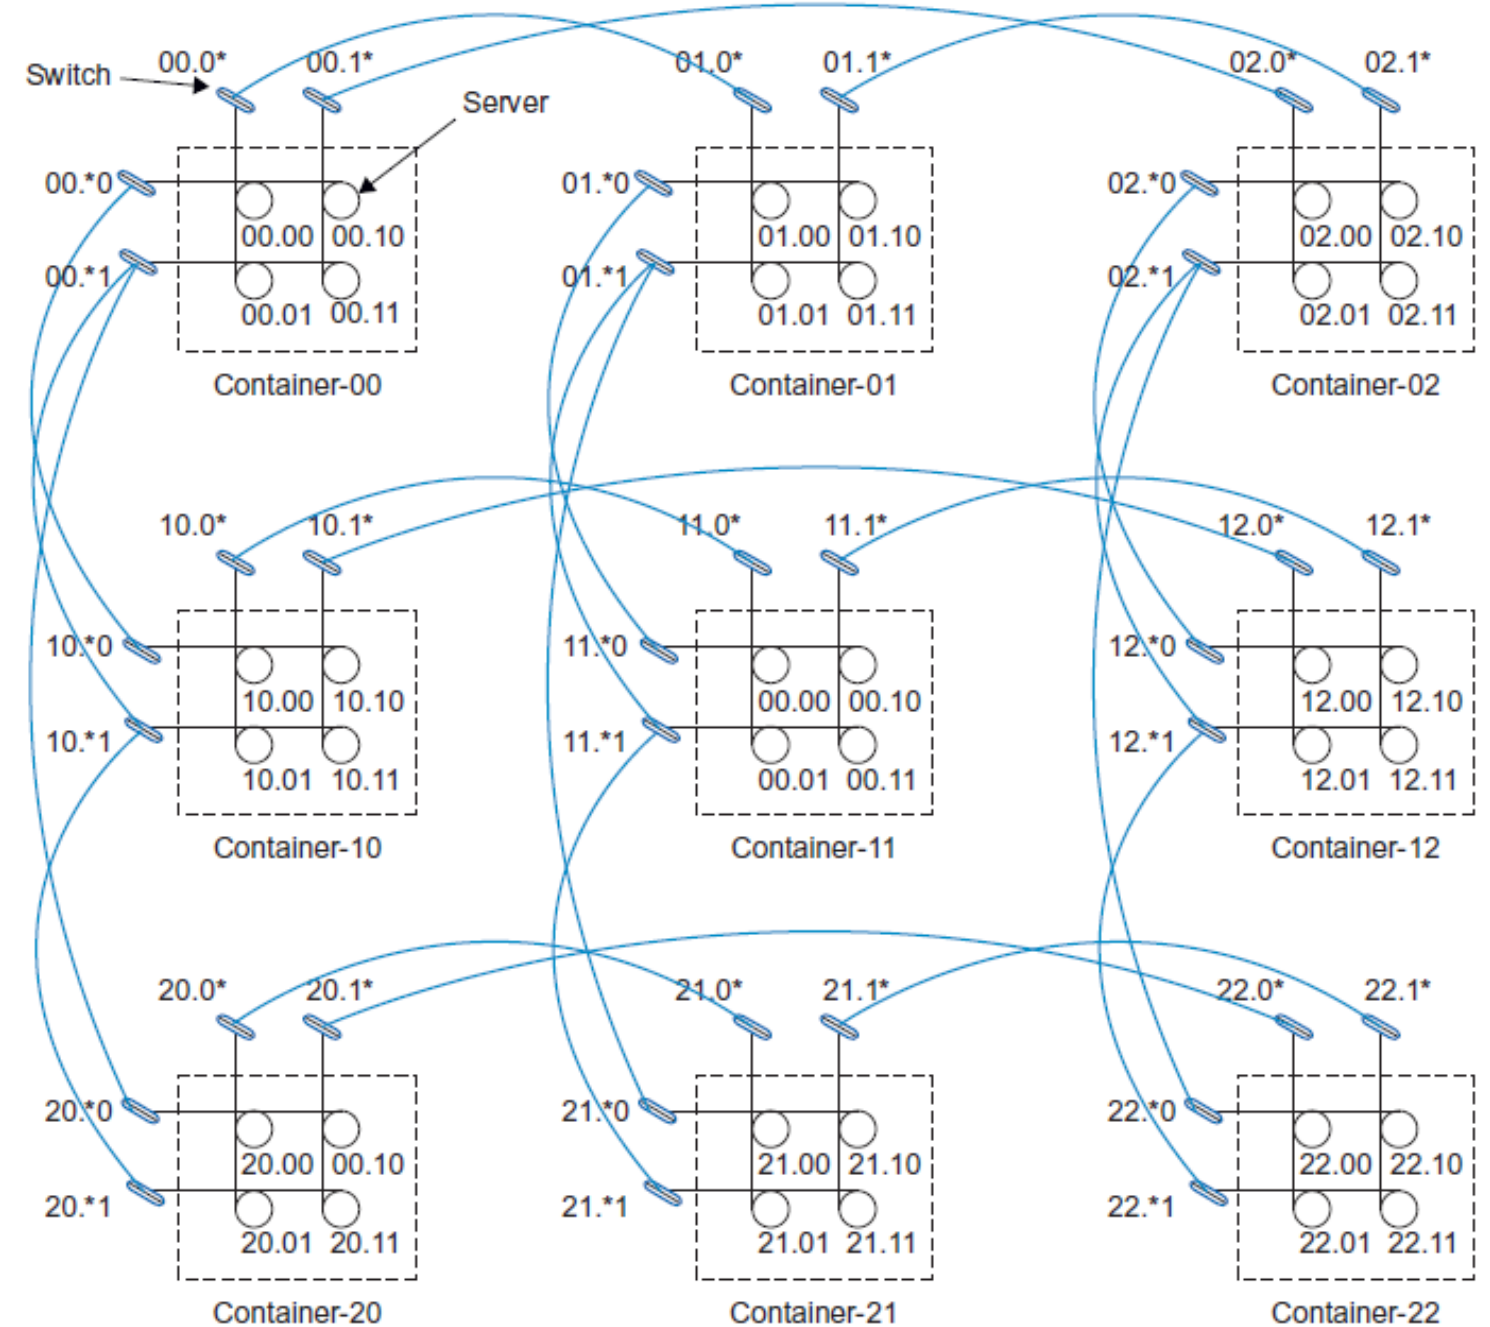 00.0* 00.1* 01.0* 01.1* 02.0* 02.1*
Switch
Server
00.*0 01.*0 02.*0
00.00 00.10 01.00 01.10 02.00 02.10
00.*1 01.*1 02.*1
00.01 00.11 01.01 01.11 02.01 02.11
Container-00 Container-01 Container-02
10.0* 10.1* 11.0* 11.1* 12.0* 12.1*
10.*0 11.*0 12.*0
10.00 10.10 00.00 00.10 12.00 12.10
10.*1 11.*1 12.*1
10.01 10.11 00.01 00.11 12.01 12.11
Container-10 Container-11 Container-12
20.0* 20.1* 21.0* 21.1* 22.0* 22.1*
20.*0 21.*0 22.*0
20.00 00.10 21.00 21.10 22.00 22.10
20.*1 21.*1 22.*1
20.01 20.11 21.01 21.11 22.01 22.11
Container-20 Container-21 Container-22